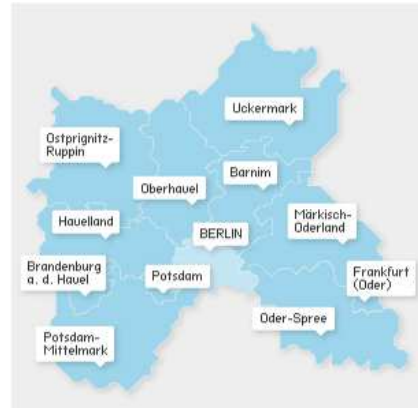 Uckermark
Ostprignitz-
Ruppin
Barnim
Oberhavel
Havelland
Märkisch-
Oderland
BERLIN
Brandenburg
a. d. Havel
Potsdam
Frankfurt
(Oder)
Oder-Spree
Potsdam-
Mittelmark